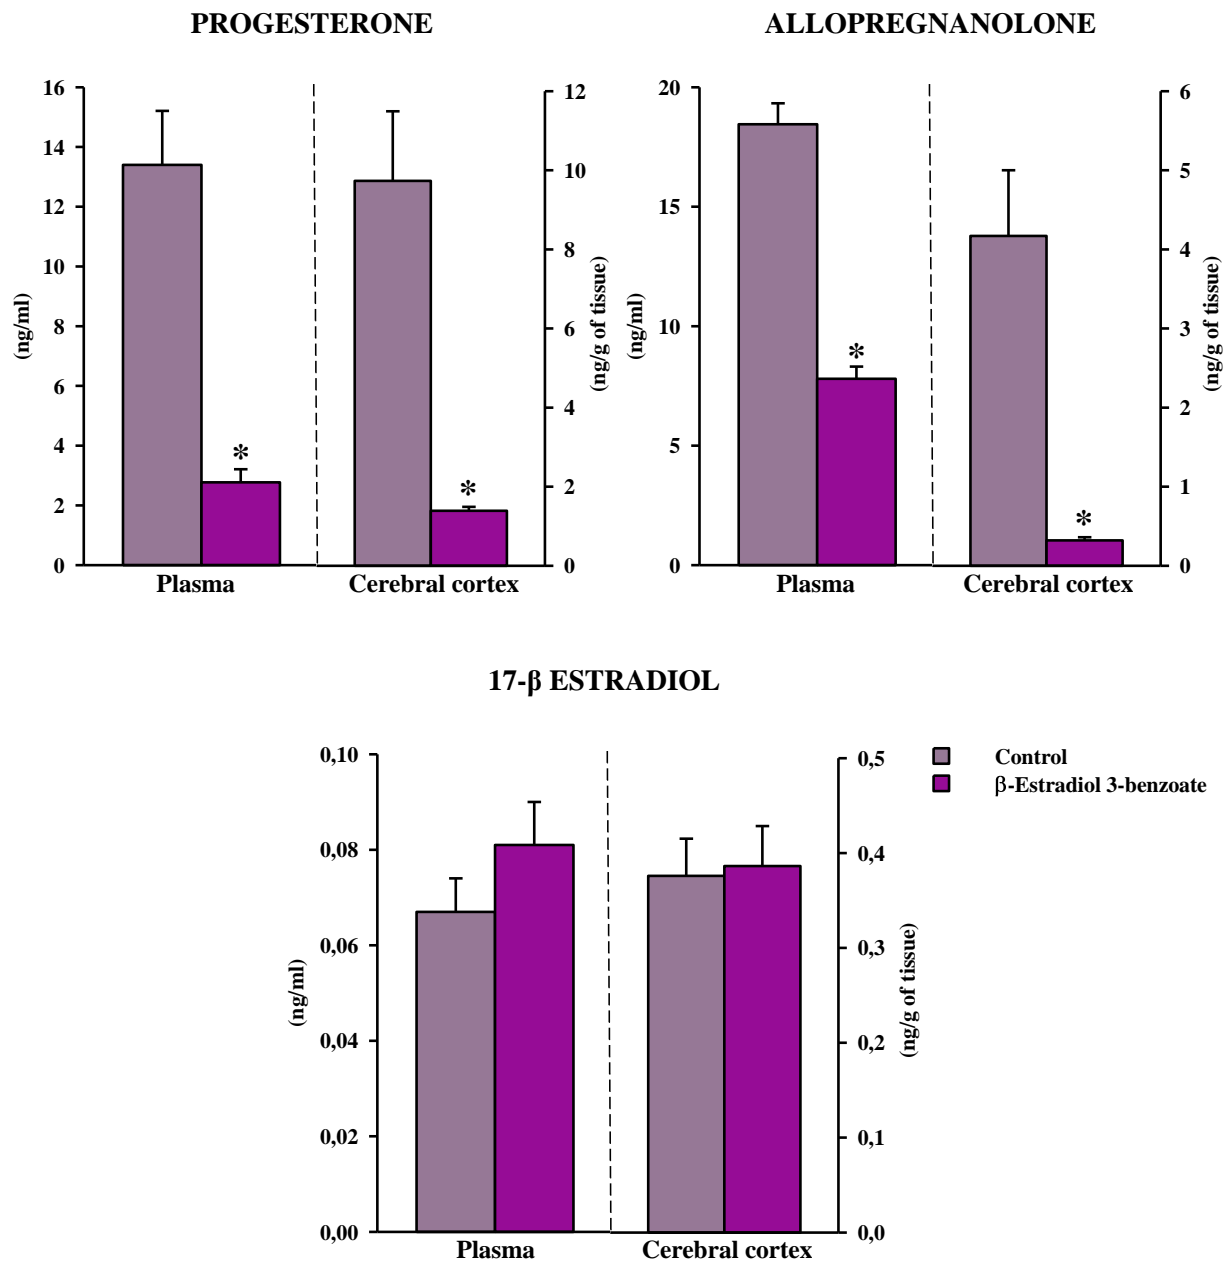 PROGESTERONE
16
14
12
10
8
6
4
2
0
(ng/ml)
*
*
Plasma
Cerebral cortex
12
10
8
6
4
2
0
(ng/g of tissue)
ALLOPREGNANOLONE
20
15
10
5
0
(ng/ml)
*
*
Plasma
Cerebral cortex
6
5
4
3
2
1
0
(ng/g of tissue)
17-β ESTRADIOL
0,10
0,08
0,06
0,04
0,02
0,00
(ng/ml)
Plasma
Cerebral cortex
0,5
0,4
0,3
0,2
0,1
0,0
(ng/g of tissue)
Control
β-Estradiol 3-benzoate